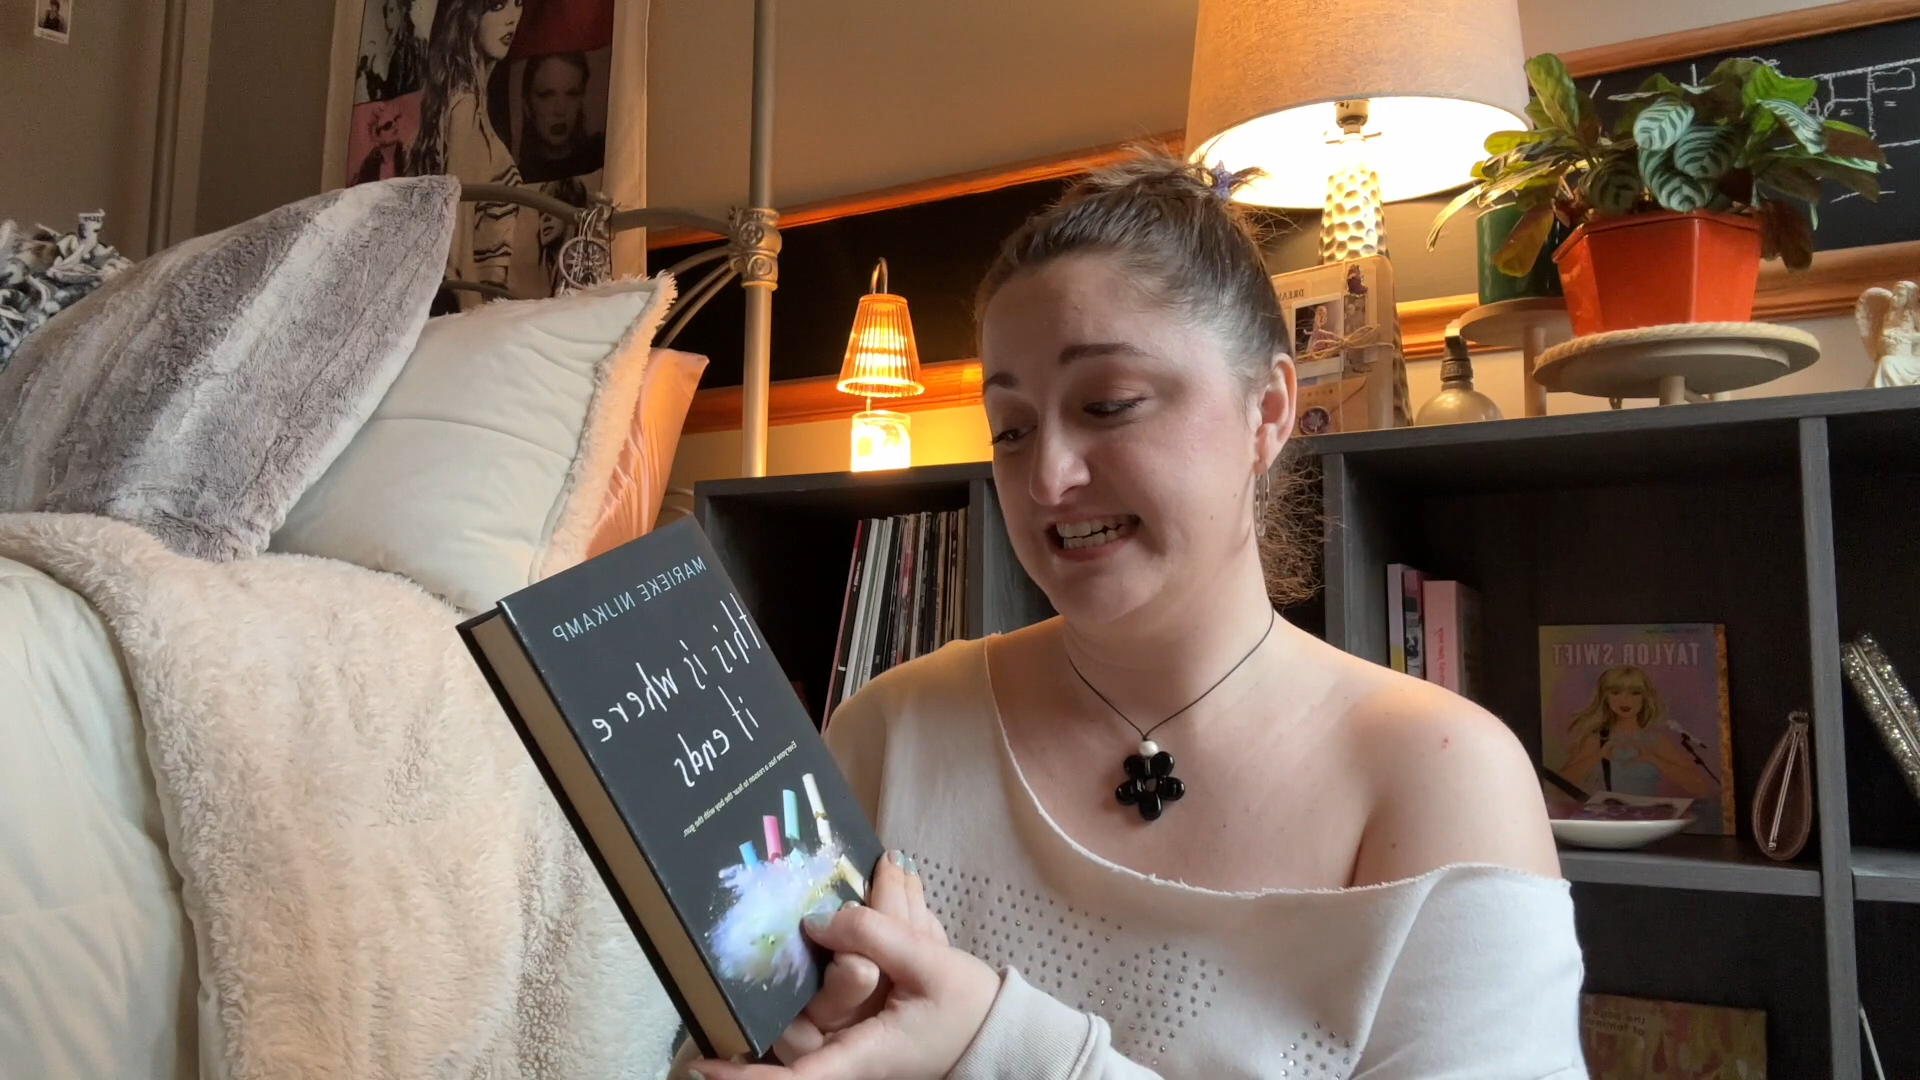 MARIEKE NIJKAMP
this is where
it ends
Everyone has a reason to fear the boy with the gun.
TAYLOR SWIFT
DREAM